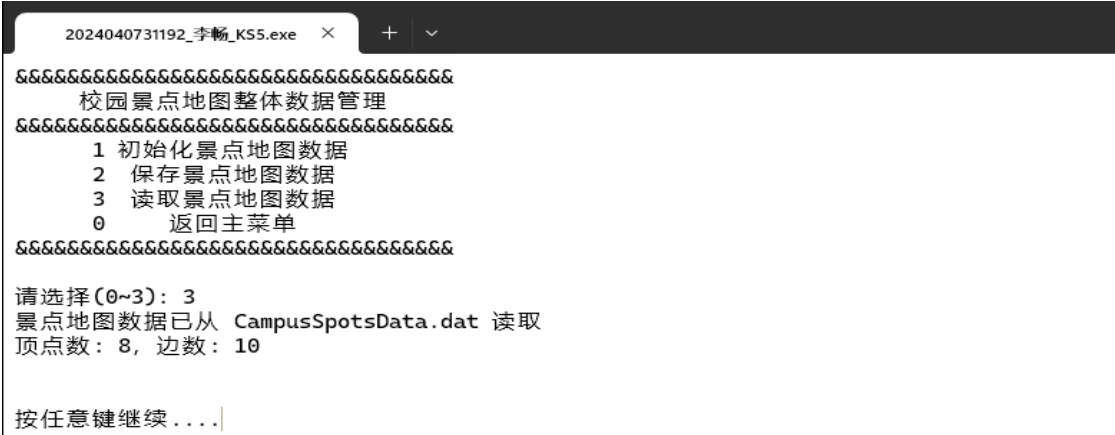 2024040731192_李畅_KS5.exe
&&&&&&&&&&&&&&&&&&&&&&&&&&&&&&&&&&
校园景点地图整体数据管理
&&&&&&&&&&&&&&&&&&&&&&&&&&&&&&&&&&
1 初始化景点地图数据
2 保存景点地图数据
3 读取景点地图数据
0 返回主菜单
&&&&&&&&&&&&&&&&&&&&&&&&&&&&&&&&&&
请选择(0~3): 3
景点地图数据已从 CampusSpotsData.dat 读取
顶点数: 8, 边数: 10
按任意键继续....